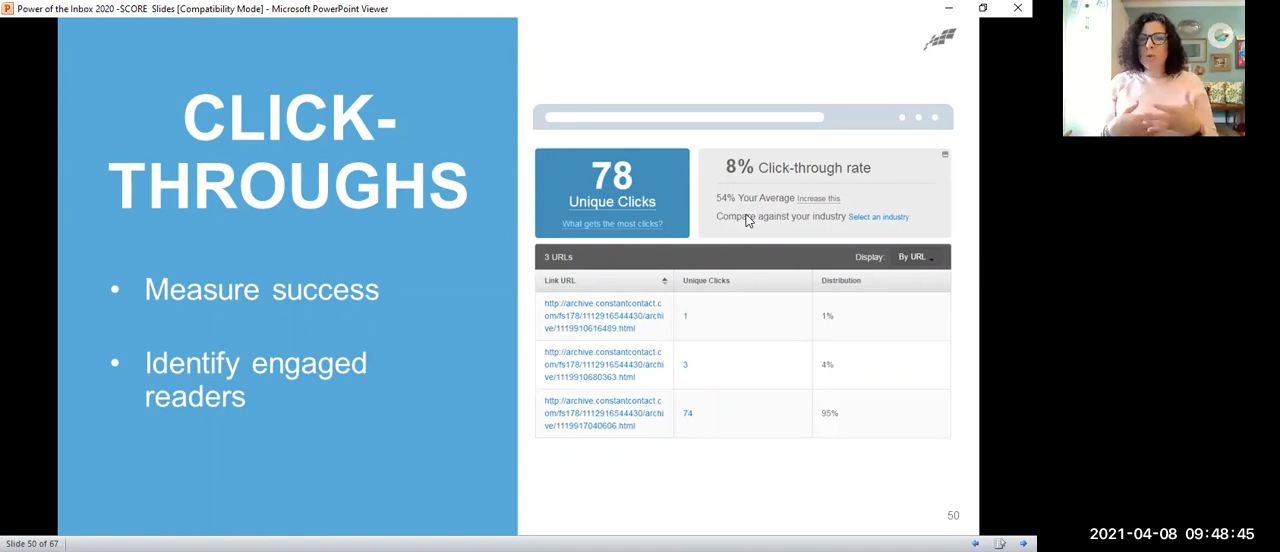 Power of the Inbox 2020 -SCORE Slides [Compatibility Mode] - Microsoft PowerPoint Viewer
CLICK-
THROUGHS
• Measure success
• Identify engaged
readers
78
Unique Clicks
What gets the most clicks?
8% Click-through rate
54% Your Average Increase this
Compare against your industry Select an industry
3 URLs Display: By URL
Link URL Unique Clicks Distribution
http://archive.constantcontact.c
om/fs178/1112916544430/archi
ve/1119910616489.html
1 1%
http://archive.constantcontact.c
om/fs178/1112916544430/archi
ve/1119910680363.html
3 4%
http://archive.constantcontact.c
om/fs178/1112916544430/archi
ve/1119917040606.html
74 95%
50
Slide 50 of 67
2021-04-08 09:48:45